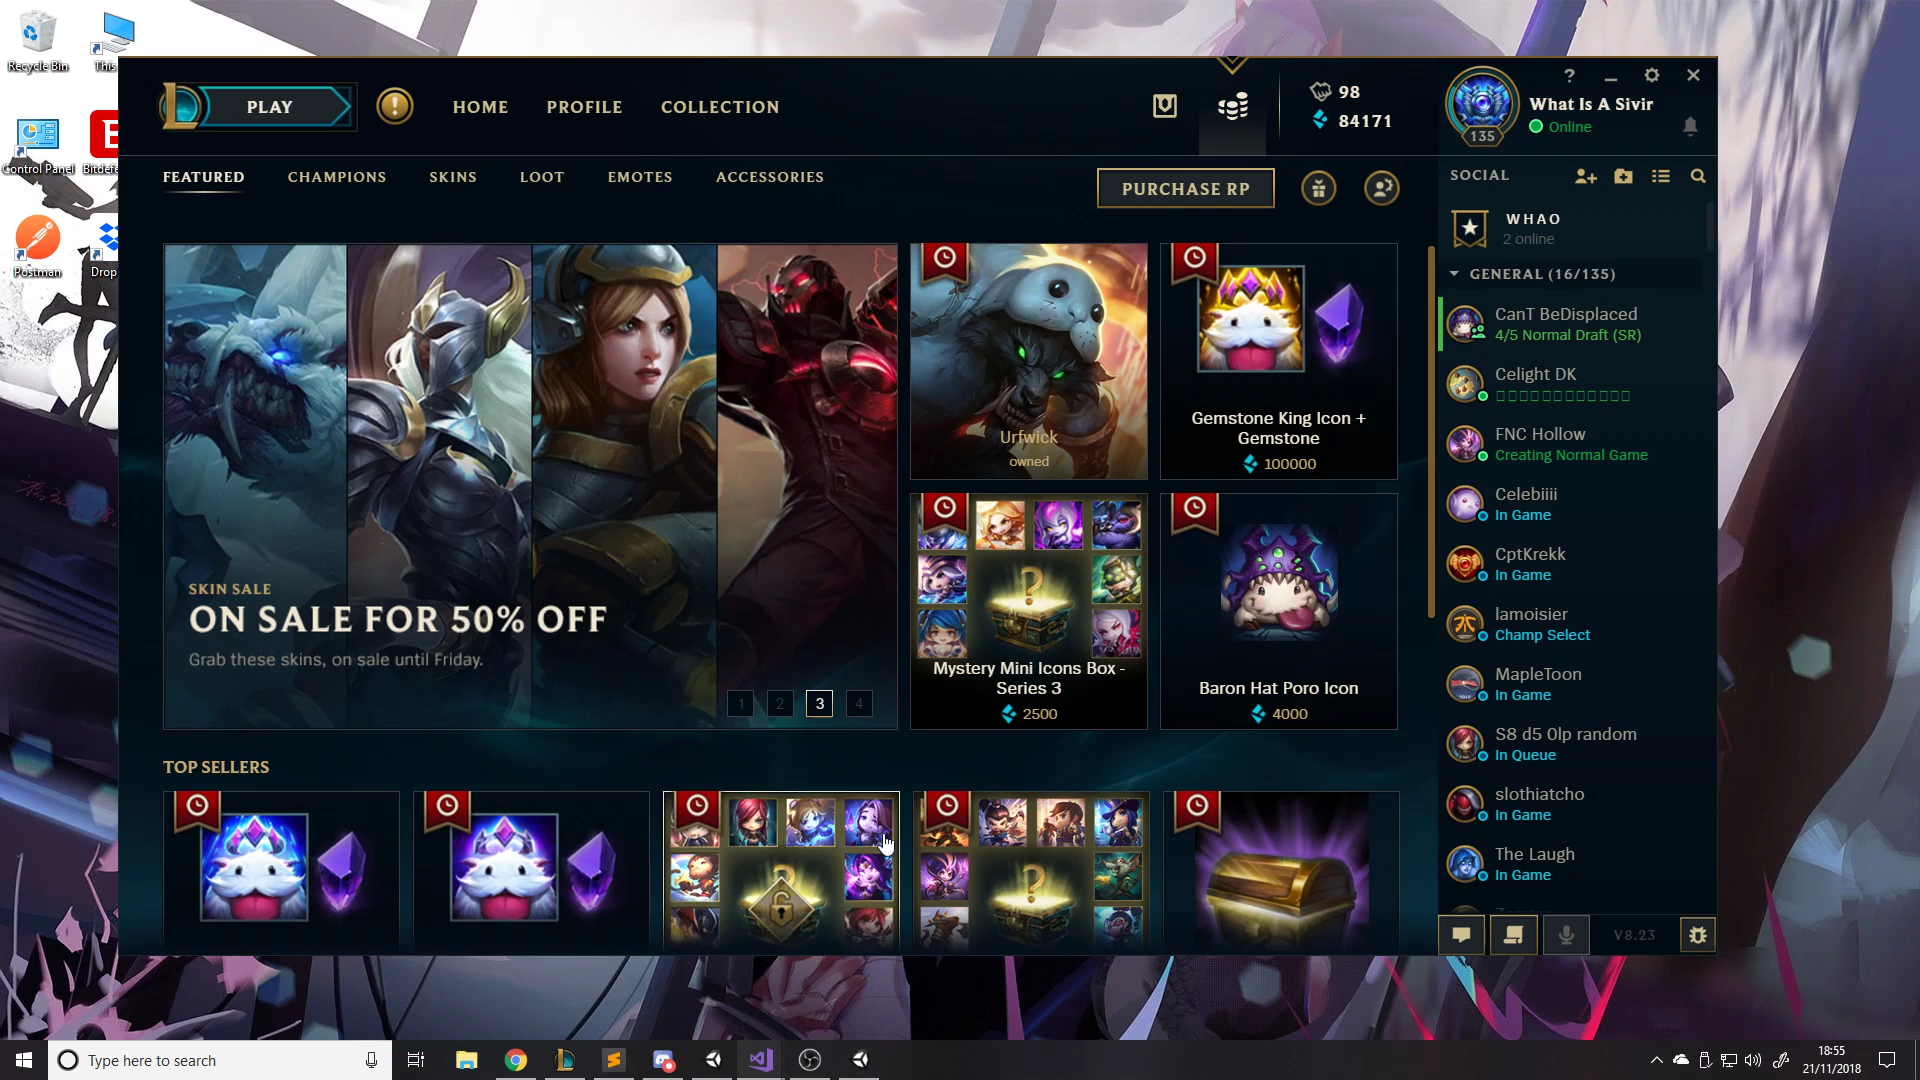 Recycle Bin
This
Control Panel
Bitdefe
Postman
Drop
PLAY
HOME
PROFILE
COLLECTION
98
84171
What Is A Sivir
Online
135
FEATURED
CHAMPIONS
SKINS
LOOT
EMOTES
ACCESSORIES
PURCHASE RP
SKIN SALE
ON SALE FOR 50% OFF
Grab these skins, on sale until Friday.
1
2
3
4
Urfwick
owned
Gemstone King Icon +
Gemstone
100000
Mystery Mini Icons Box -
Series 3
2500
Baron Hat Poro Icon
4000
TOP SELLERS
SOCIAL
WHAO
2 online
GENERAL (16/135)
CanT BeDisplaced
4/5 Normal Draft (SR)
Celight DK
FNC Hollow
Creating Normal Game
Celebiiii
In Game
CptKrekk
In Game
lamoisier
Champ Select
MapleToon
In Game
S8 d5 0lp random
In Queue
slothiatcho
In Game
The Laugh
In Game
V8.23
Type here to search
18:55
21/11/2018